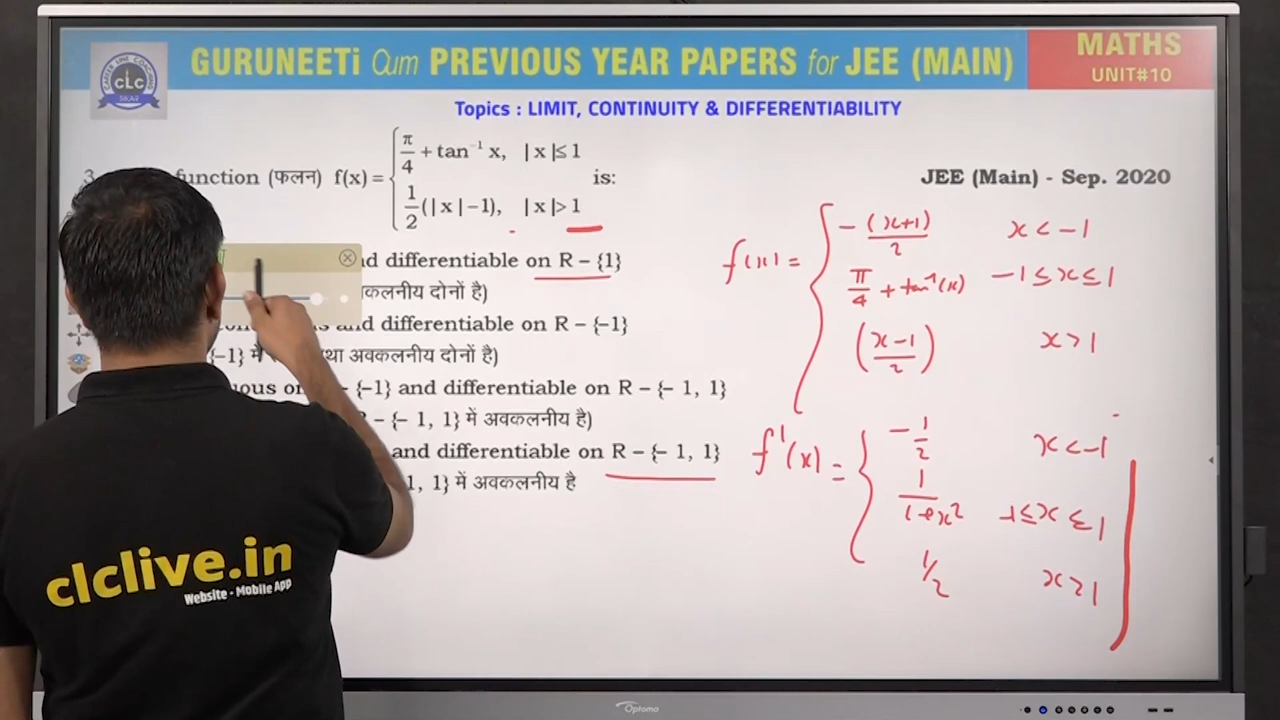 GURUNEETi Cum PREVIOUS YEAR PAPERS for JEE (MAIN)
MATHS
UNIT#10
CLC
SIKAR
Topics : LIMIT, CONTINUITY & DIFFERENTIABILITY
3. function (फलन) f(x) = { π/4 + tan⁻¹ x, |x| ≤ 1
1/2 (|x| – 1), |x| > 1 is:
JEE (Main) - Sep. 2020
differentiable on R – {1}
दोनों है)
and differentiable on R – {–1}
{–1} में तथा अवकलनीय दोनों है)
– {–1} and differentiable on R – {– 1, 1}
– {– 1, 1} में अवकलनीय है)
and differentiable on R – {– 1, 1}
1, 1} में अवकलनीय है
f(x) = { -(x+1)/2 x < -1
π/4 + tan⁻¹(x) -1 ≤ x ≤ 1
(x-1/2) x > 1
f'(x) = { -1/2 x < -1
1/1+x² -1 ≤ x ≤ 1
1/2 x > 1
clclive.in
Website - Mobile App
Optoma